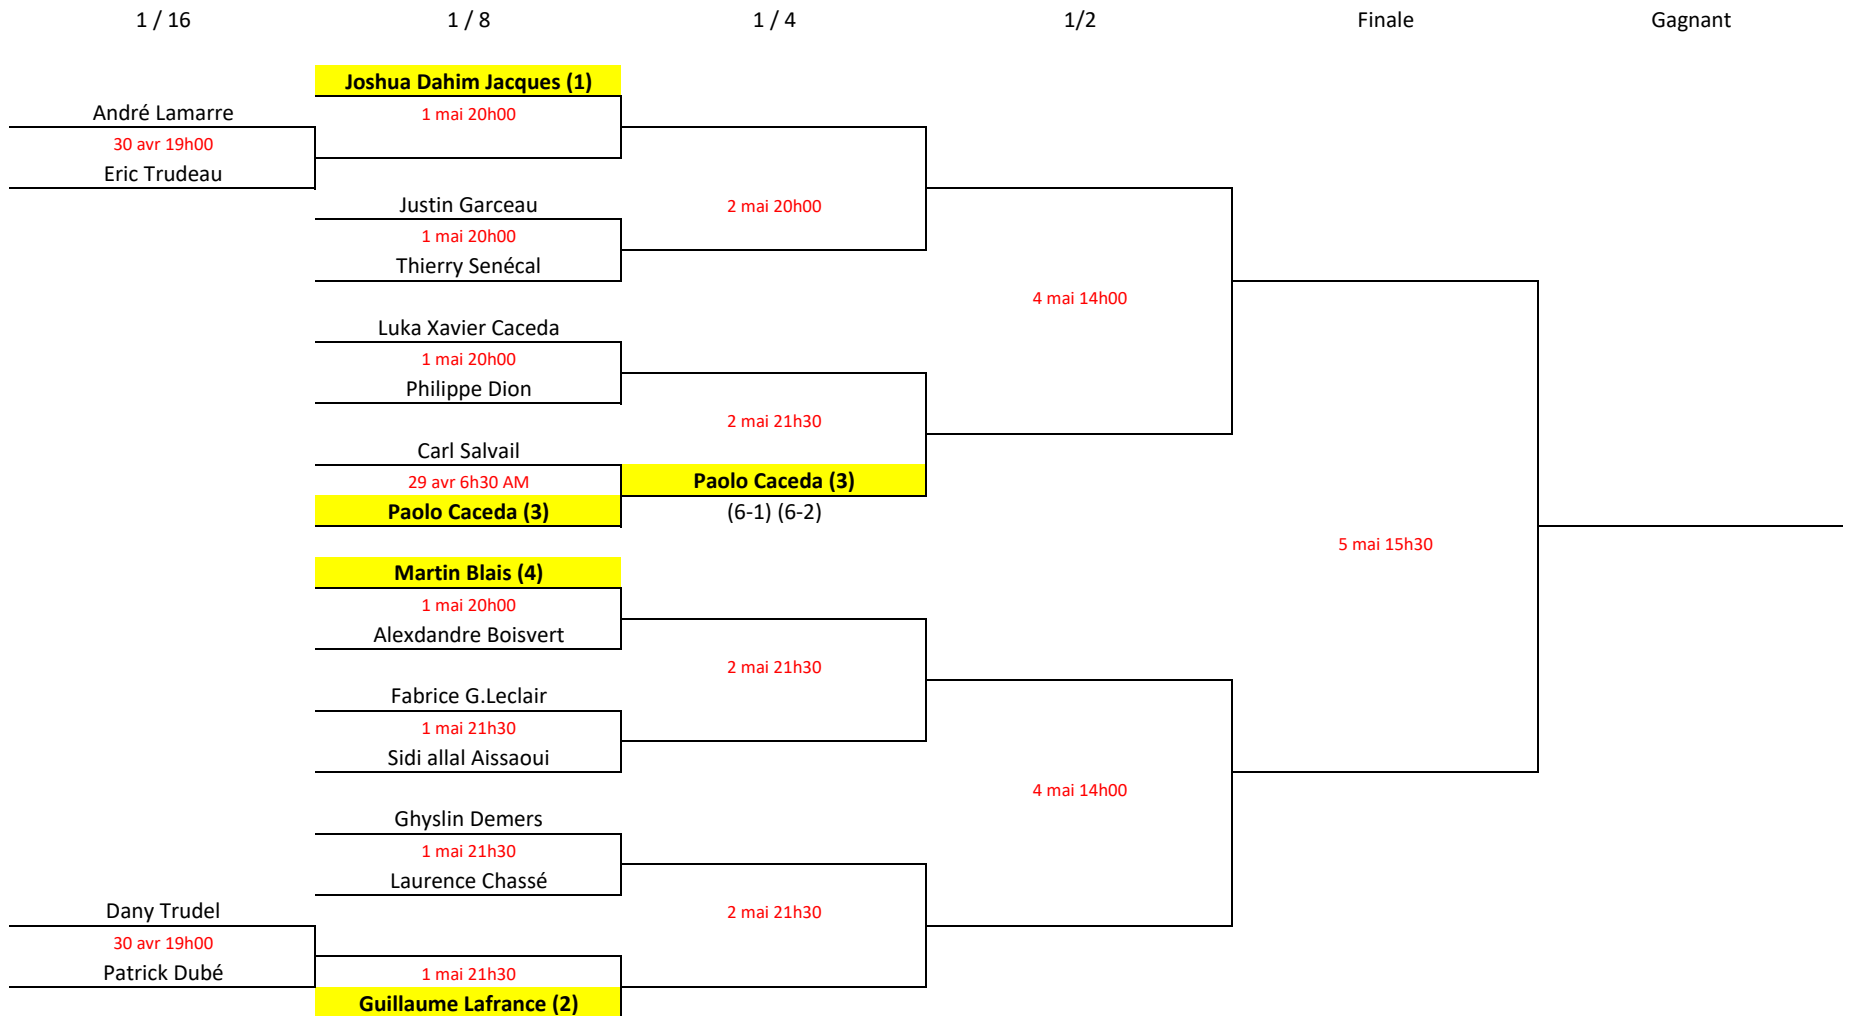 1 / 16 1 / 8 1 / 4 1/2 Finale Gagnant
Joshua Dahim Jacques (1)
André Lamarre 1 mai 20h00
30 avr 19h00
Eric Trudeau
Justin Garceau 2 mai 20h00
1 mai 20h00
Thierry Senécal
4 mai 14h00
Luka Xavier Caceda
1 mai 20h00
Philippe Dion
2 mai 21h30
Carl Salvail
29 avr 6h30 AM Paolo Caceda (3)
Paolo Caceda (3) (6-1) (6-2)
5 mai 15h30
Martin Blais (4)
1 mai 20h00
Alexdandre Boisvert
2 mai 21h30
Fabrice G.Leclair
1 mai 21h30
Sidi allal Aissaoui
4 mai 14h00
Ghyslin Demers
1 mai 21h30
Laurence Chassé
Dany Trudel 2 mai 21h30
30 avr 19h00
Patrick Dubé 1 mai 21h30
Guillaume Lafrance (2)